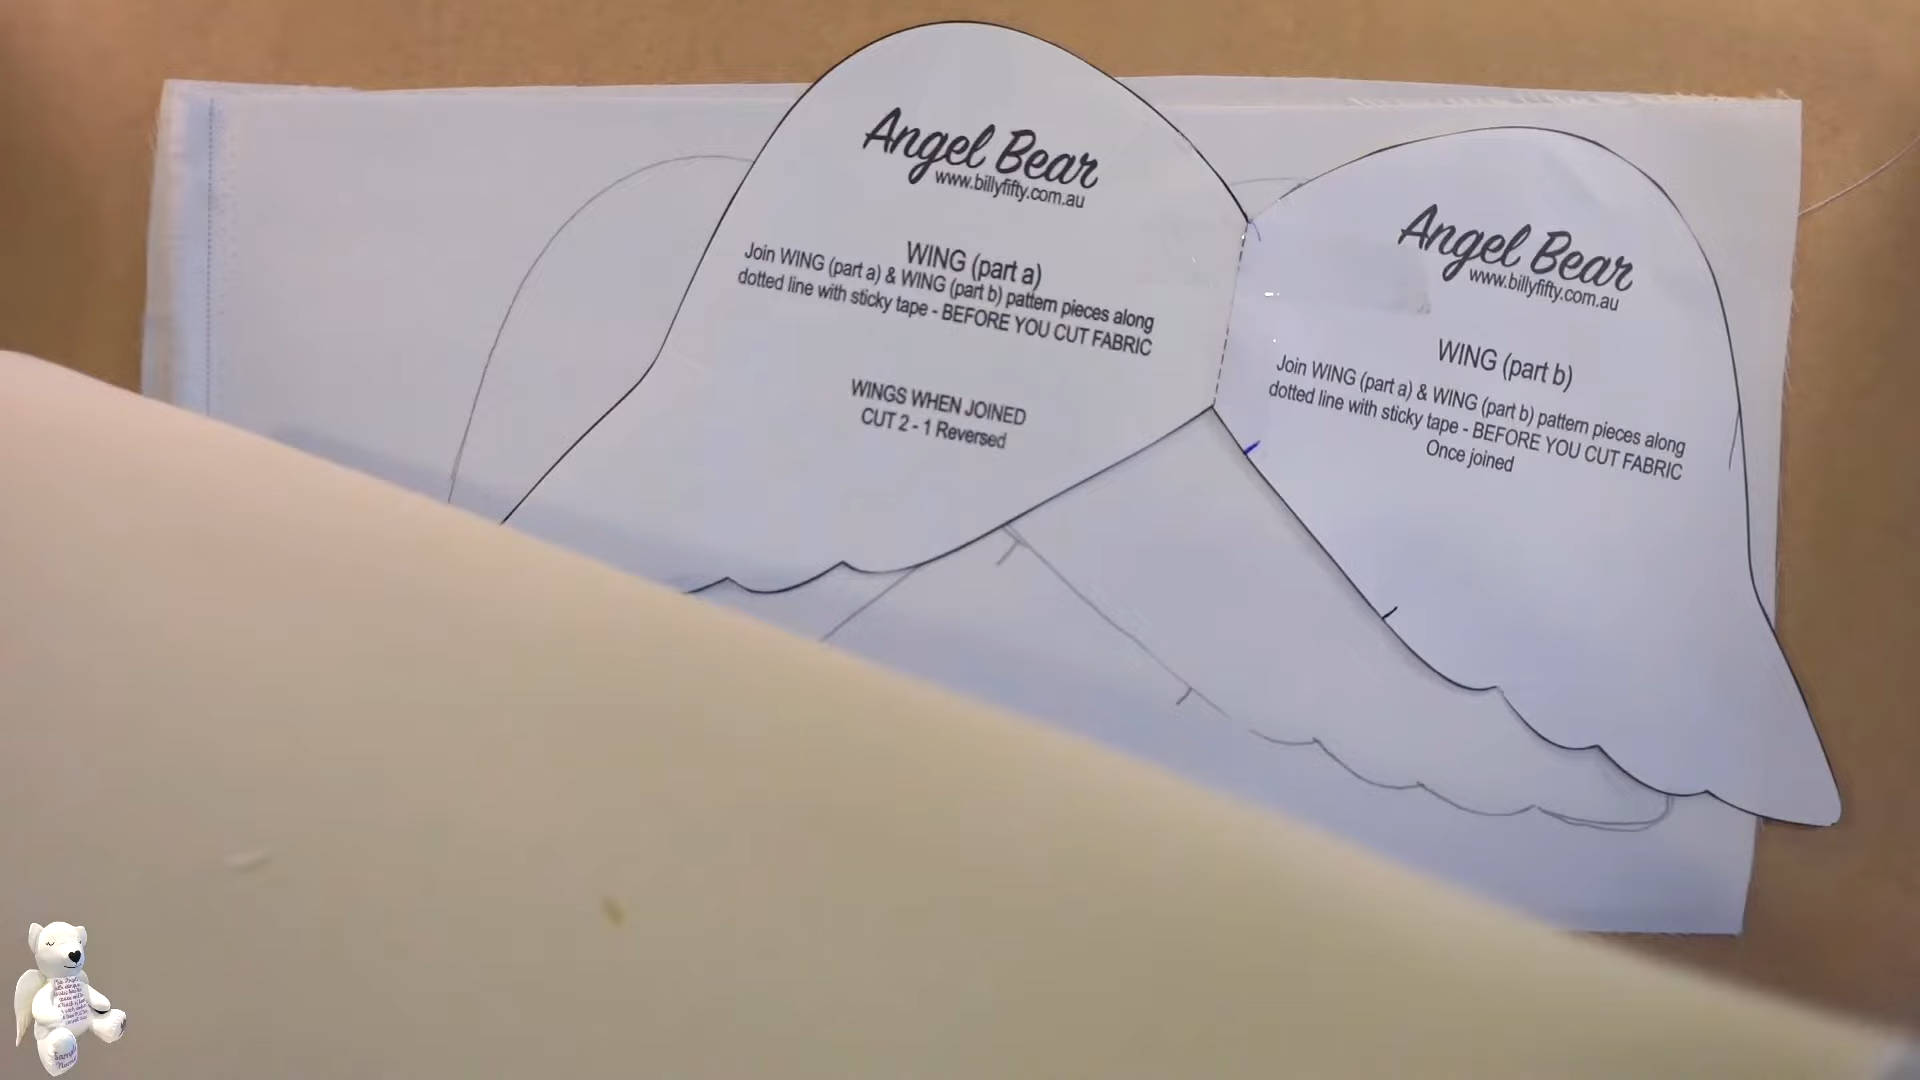 Angel Bear
www.billyfifty.com.au
WING (part a)
Join WING (part a) & WING (part b) pattern pieces along
dotted line with sticky tape - BEFORE YOU CUT FABRIC
WINGS WHEN JOINED
CUT 2 - 1 Reversed
Angel Bear
www.billyfifty.com.au
WING (part b)
Join WING (part a) & WING (part b) pattern pieces along
dotted line with sticky tape - BEFORE YOU CUT FABRIC
Once joined